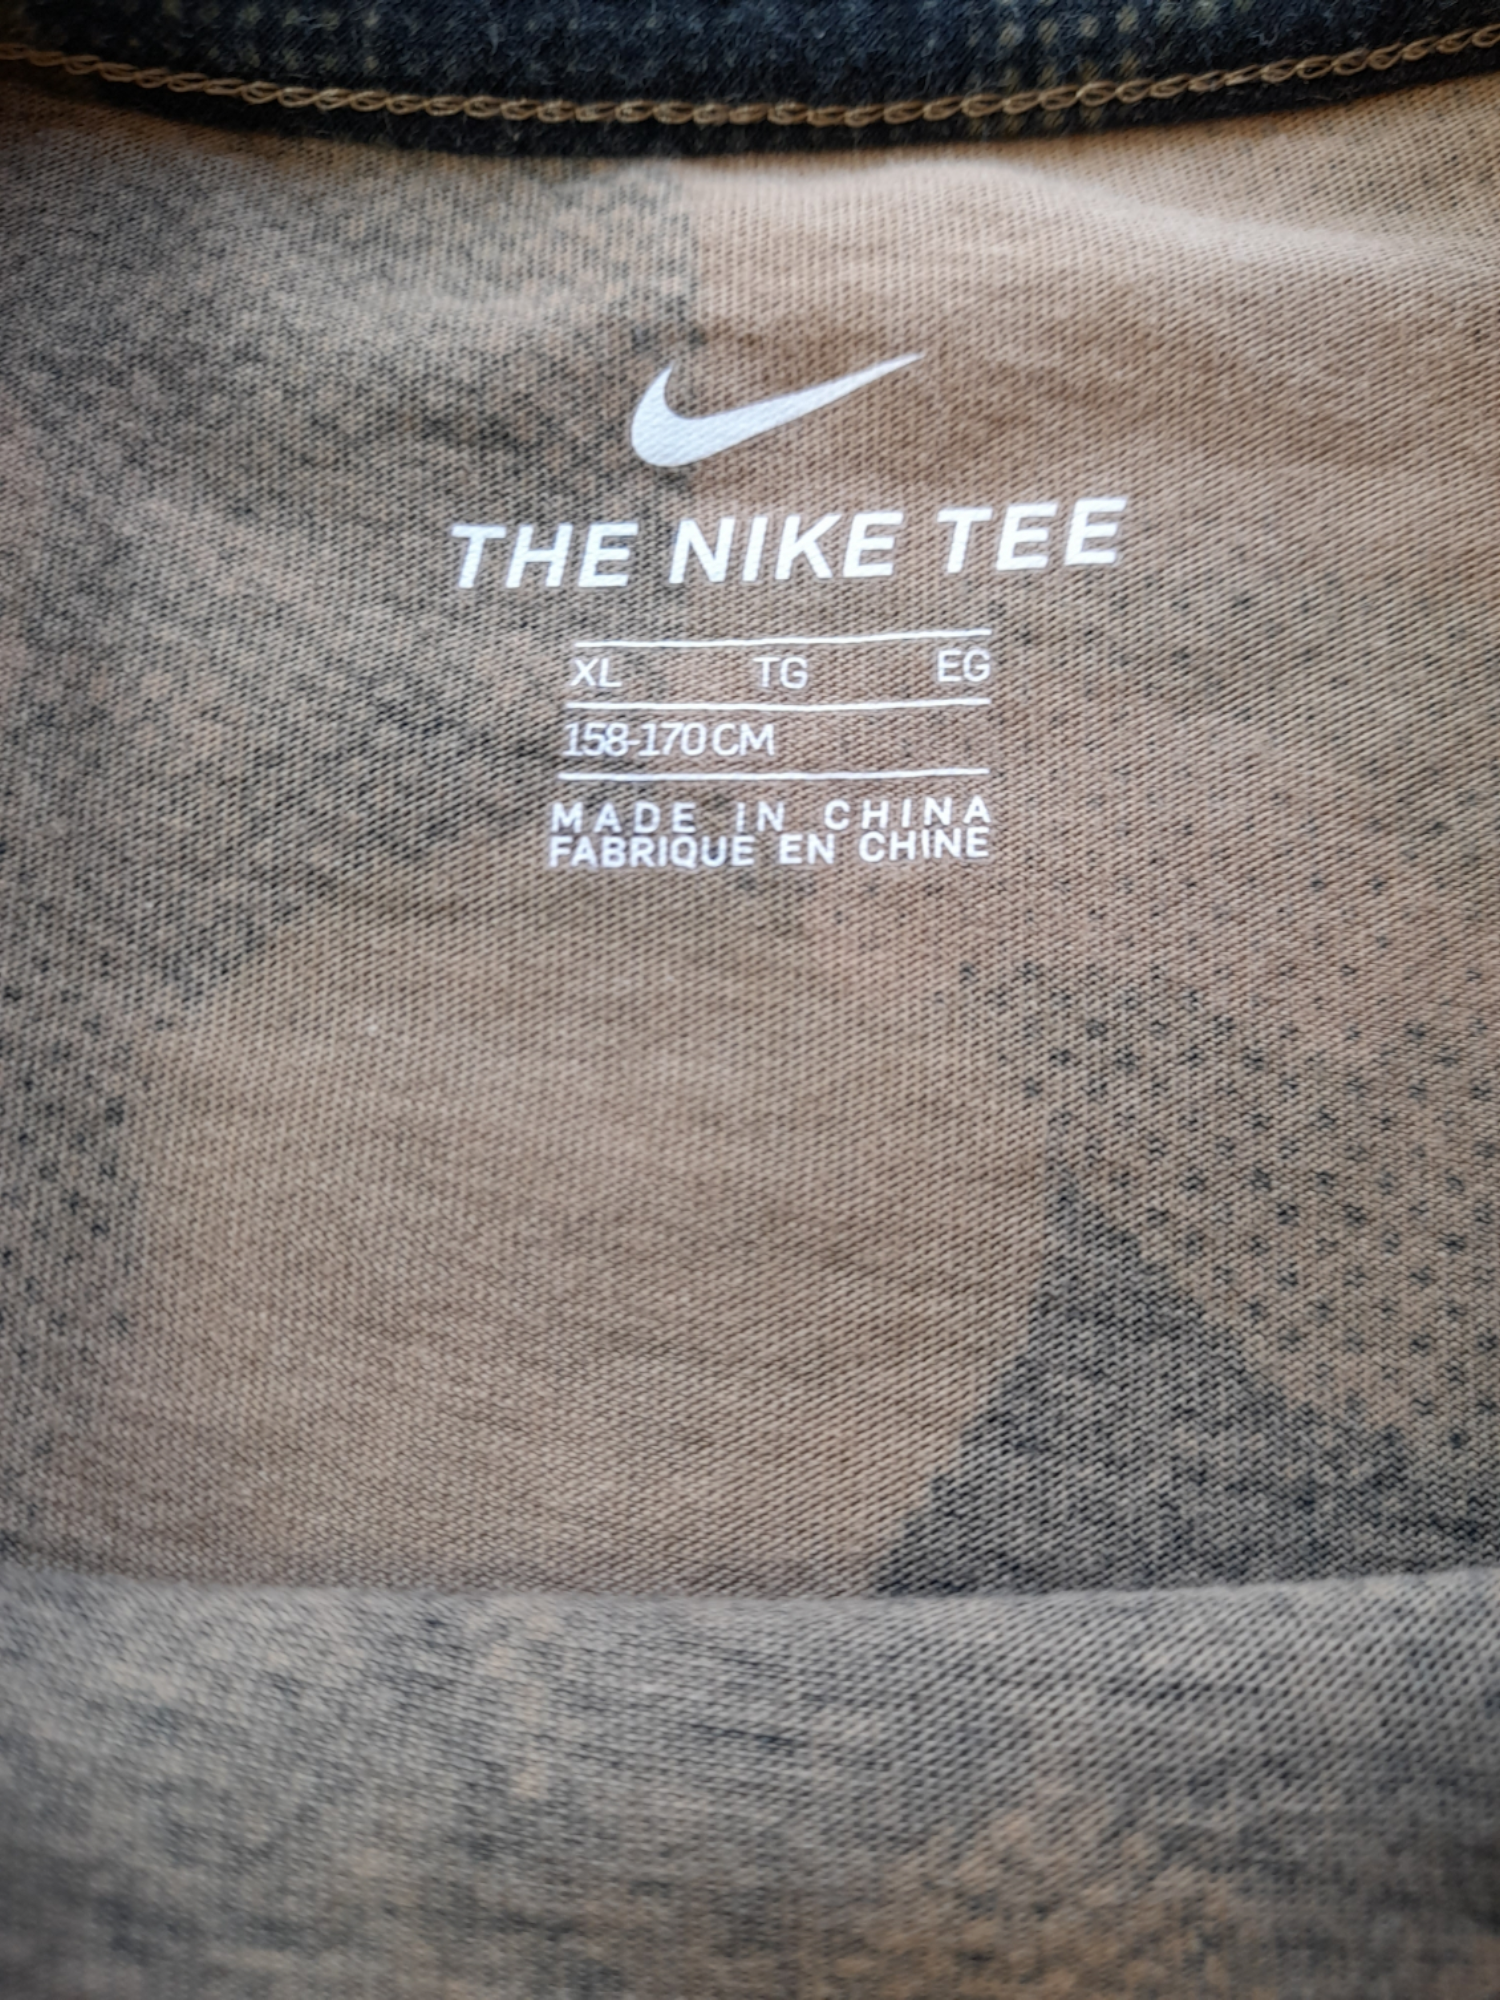 THE NIKE TEE
XL TG EG
158-170 CM
MADE IN CHINA
FABRIQUE EN CHINE